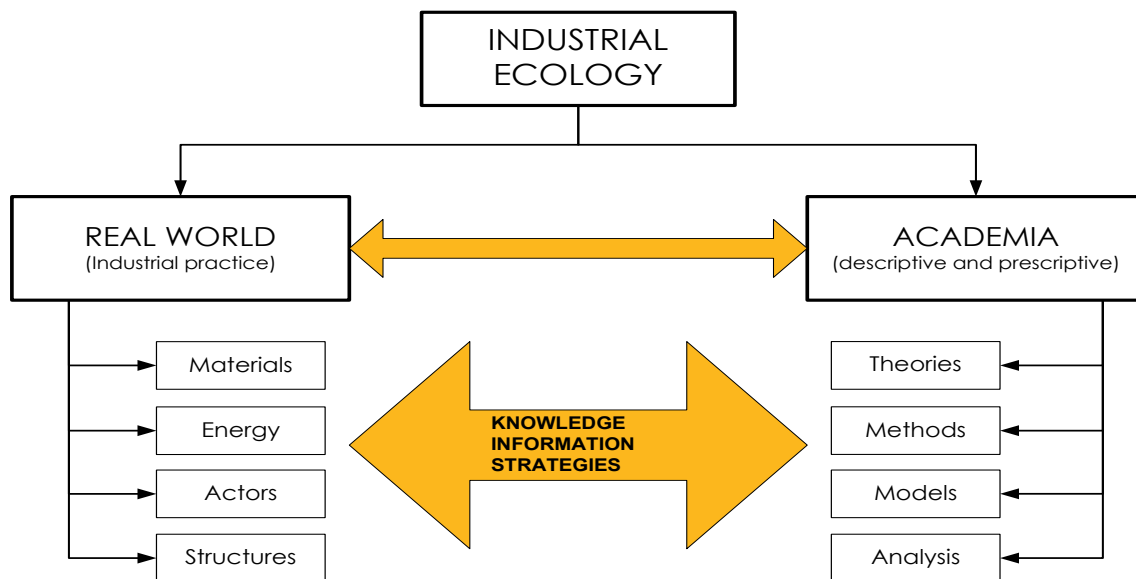 INDUSTRIAL
ECOLOGY
REAL WORLD
(Industrial practice)
ACADEMIA
(descriptive and prescriptive)
Materials
Energy
Actors
Structures
KNOWLEDGE
INFORMATION
STRATEGIES
Theories
Methods
Models
Analysis